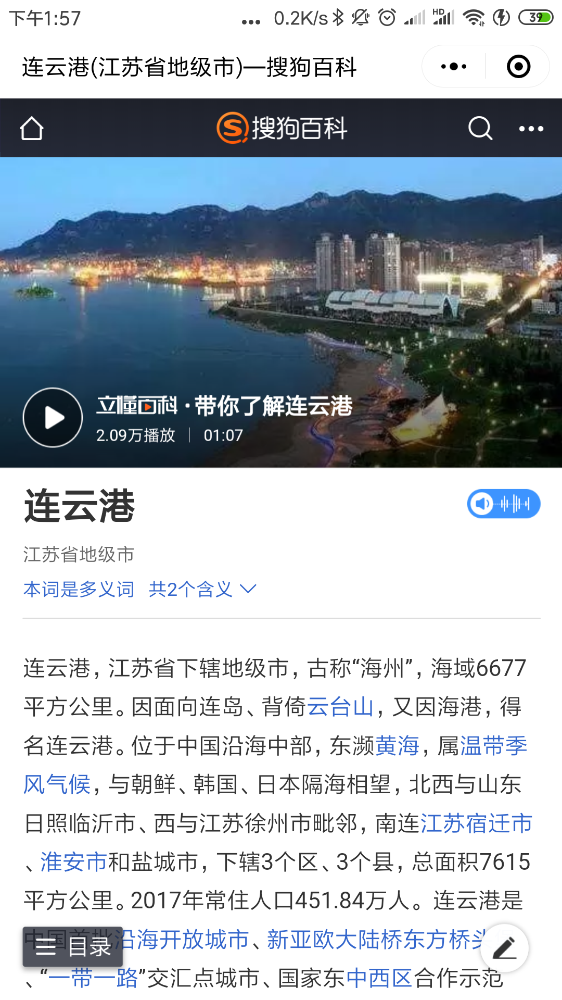 下午1:57
... 0.2K/s HD 39
连云港(江苏省地级市)—搜狗百科
搜狗百科
立懂百科·带你了解连云港
2.09万播放 | 01:07
连云港
江苏省地级市
本词是多义词 共2个含义
连云港，江苏省下辖地级市，古称“海州”，海域6677
平方公里。因面向连岛、背倚云台山，又因海港，得
名连云港。位于中国沿海中部，东濒黄海，属温带季
风气候，与朝鲜、韩国、日本隔海相望，北西与山东
日照临沂市、西与江苏徐州市毗邻，南连江苏宿迁市
、淮安市和盐城市，下辖3个区、3个县，总面积7615
平方公里。2017年常住人口451.84万人。连云港是
中国首批沿海开放城市、新亚欧大陆桥东方桥头
目录
、“一带一路”交汇点城市、国家东中西区合作示范